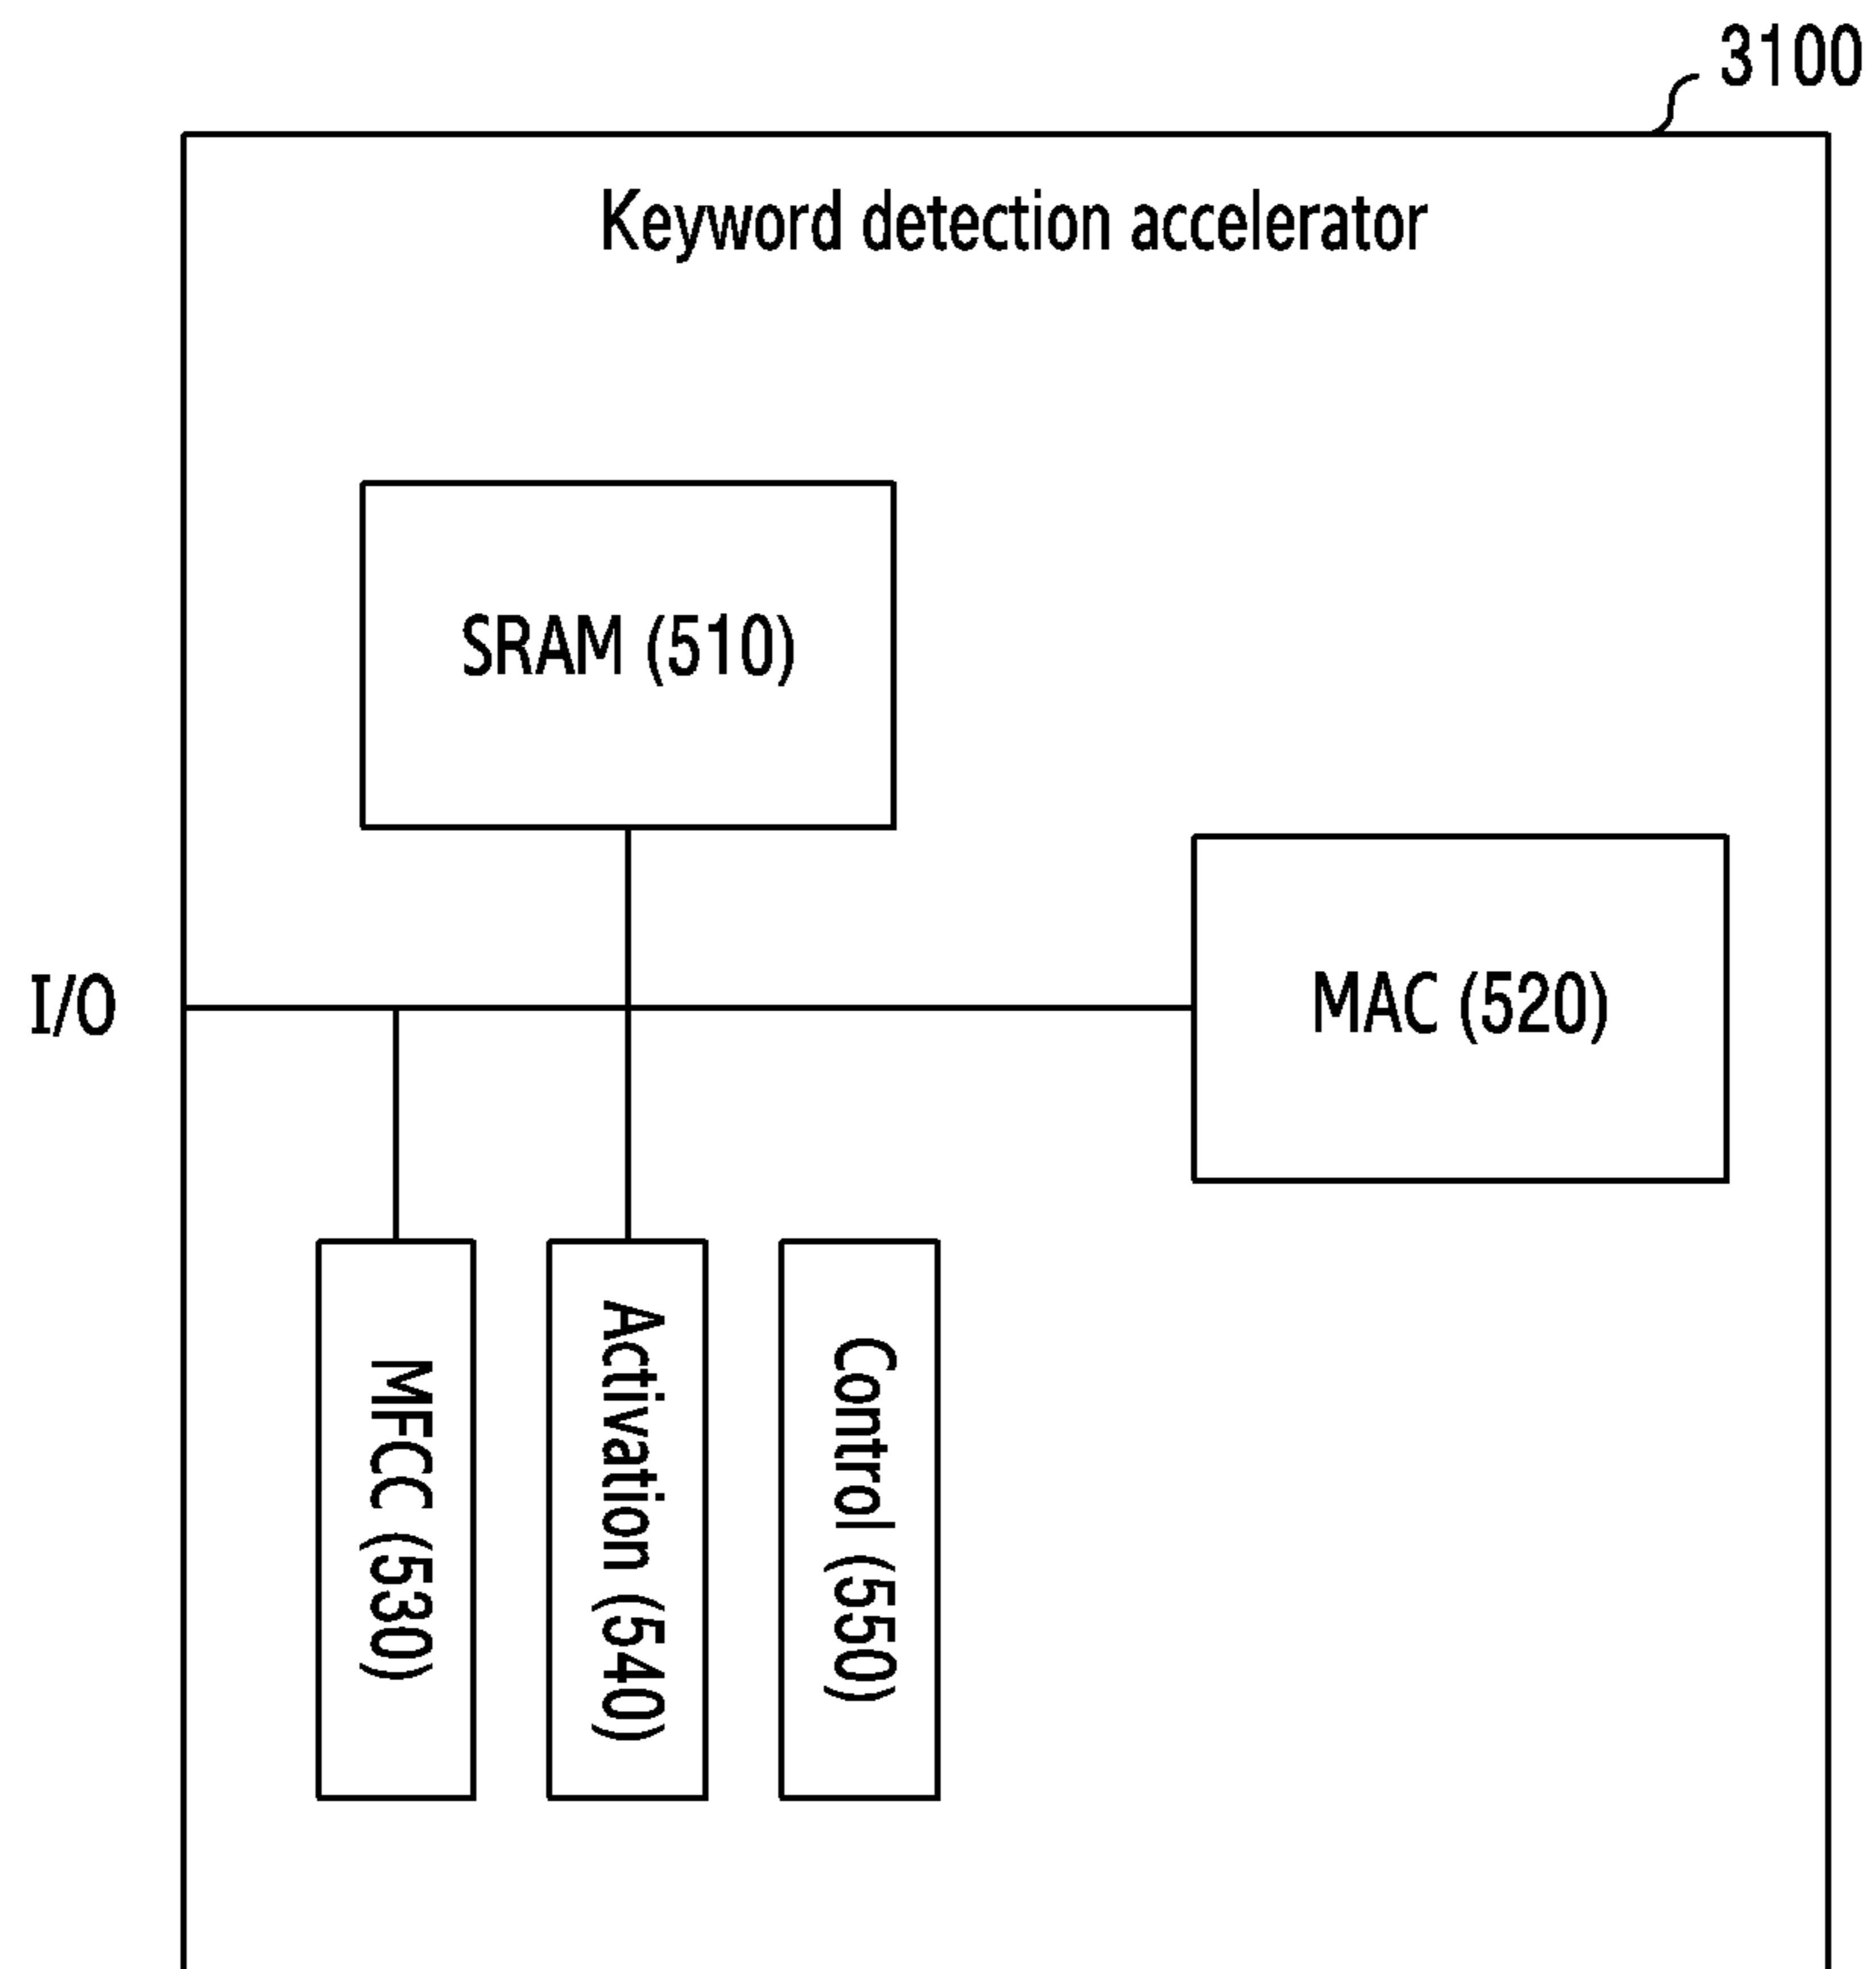 3100
Keyword detection accelerator
SRAM (510)
I/O
MAC (520)
MFCC (530)
Activation (540)
Control (550)